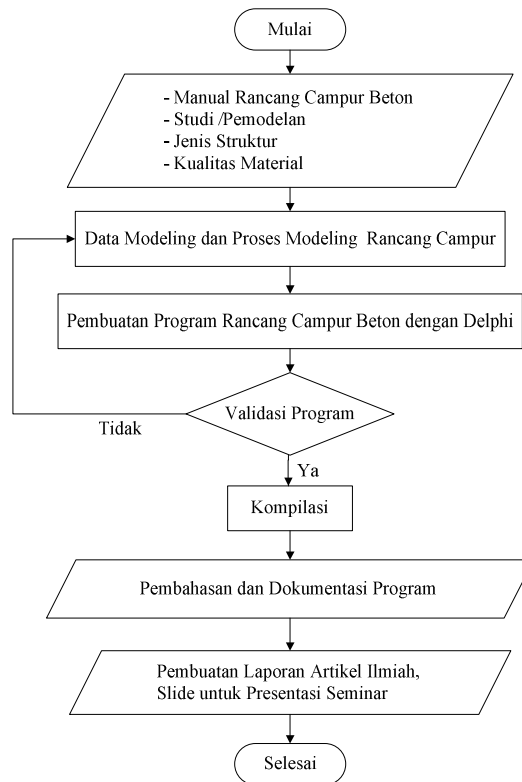 Mulai
- Manual Rancang Campur Beton
- Studi /Pemodelan
- Jenis Struktur
- Kualitas Material
Data Modeling dan Proses Modeling Rancang Campur
Pembuatan Program Rancang Campur Beton dengan Delphi
Validasi Program
Tidak
Ya
Kompilasi
Pembahasan dan Dokumentasi Program
Pembuatan Laporan Artikel Ilmiah,
Slide untuk Presentasi Seminar
Selesai